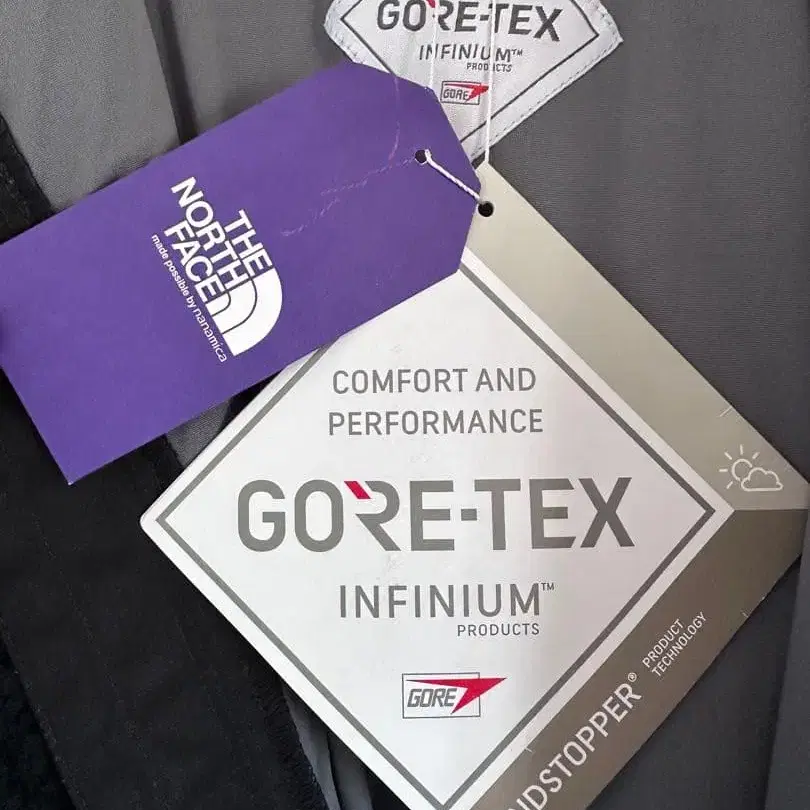 GORE-TEX
INFINIUM™
PRODUCTS
GORE
THE
NORTH
FACE
made possible by nanamica
COMFORT AND
PERFORMANCE
GORE-TEX
INFINIUM™
PRODUCTS
GORE
NDSTOPPER®
PRODUCT
TECHNOLOGY